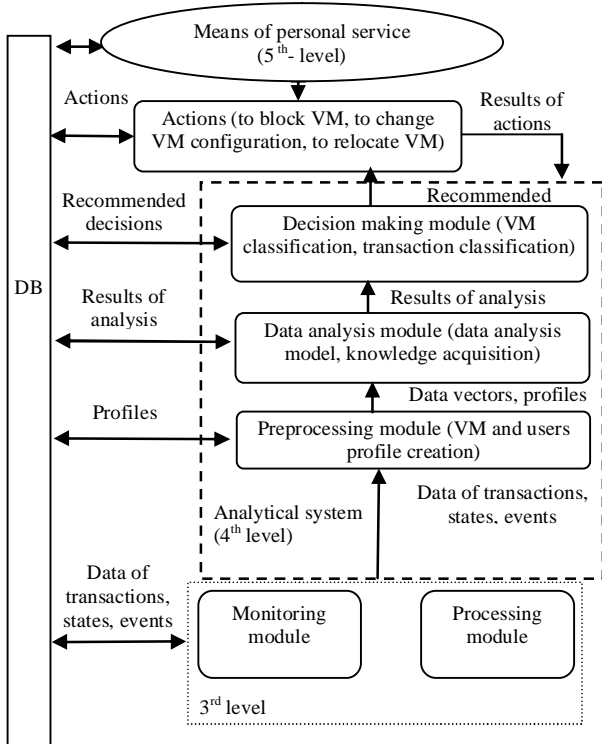 Means of personal service
(5th- level)
Actions
Actions (to block VM, to change
VM configuration, to relocate VM)
Results of
actions
Recommended
decisions
Recommended
Decision making module (VM
classification, transaction classification)
DB
Results of
analysis
Results of analysis
Data analysis module (data analysis
model, knowledge acquisition)
Data vectors, profiles
Profiles
Preprocessing module (VM and users
profile creation)
Analytical system
(4th level)
Data of transactions,
states, events
Data of
transactions,
states, events
Monitoring
module
Processing
module
3rd level